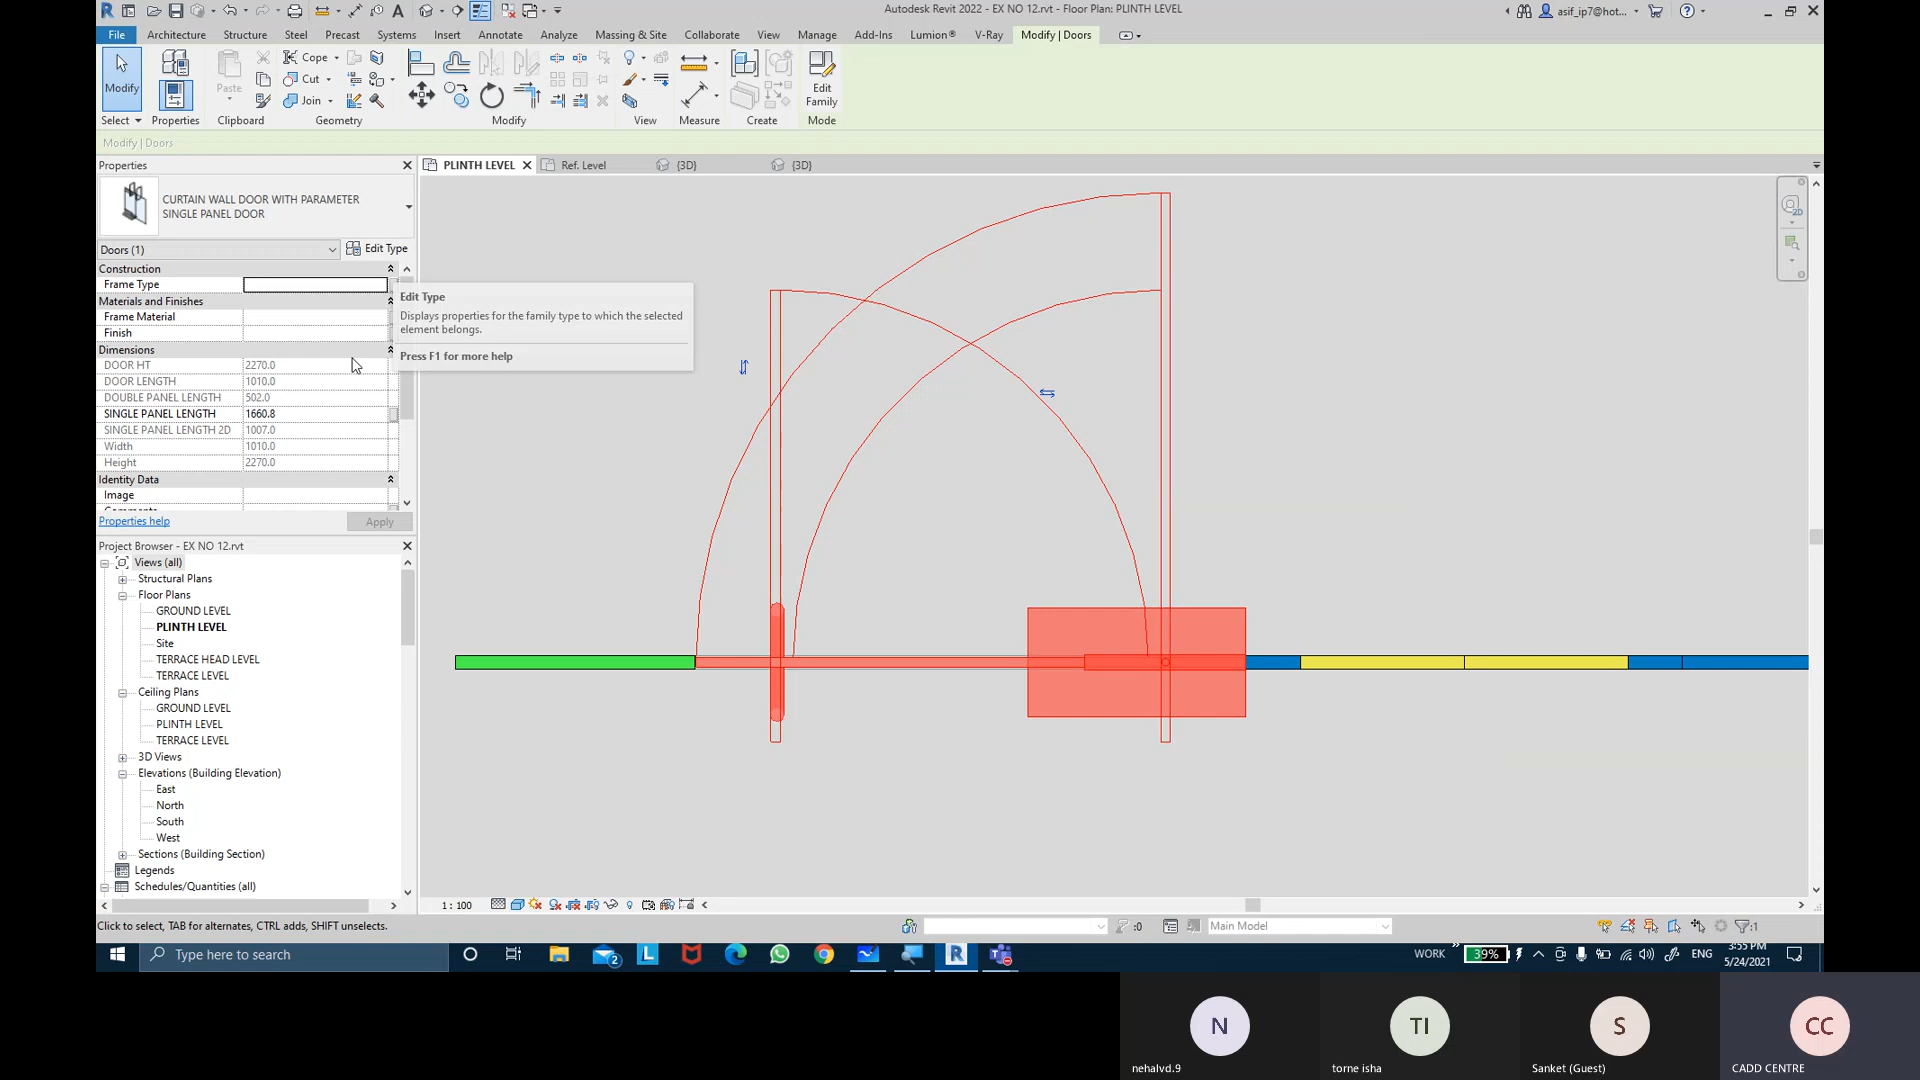 Autodesk Revit 2022 - EX NO 12.rvt - Floor Plan: PLINTH LEVEL
asif_ip7@hot...
File Architecture Structure Steel Precast Systems Insert Annotate Analyze Massing & Site Collaborate View Manage Add-Ins Lumion® V-Ray Modify | Doors
Modify
Select
Properties
Paste
Clipboard
Cope
Cut
Join
Geometry
Modify
View
Measure
Create
Edit
Family
Mode
Modify | Doors
Properties
CURTAIN WALL DOOR WITH PARAMETER
SINGLE PANEL DOOR
Doors (1)
Edit Type
Construction
Frame Type
Materials and Finishes
Frame Material
Finish
Dimensions
DOOR HT 2270.0
DOOR LENGTH 1010.0
DOUBLE PANEL LENGTH 502.0
SINGLE PANEL LENGTH 1660.8
SINGLE PANEL LENGTH 2D 1007.0
Width 1010.0
Height 2270.0
Identity Data
Image
Properties help
Apply
PLINTH LEVEL Ref. Level {3D} {3D}
Edit Type
Displays properties for the family type to which the selected
element belongs.
Press F1 for more help
Project Browser - EX NO 12.rvt
Views (all)
Structural Plans
Floor Plans
GROUND LEVEL
PLINTH LEVEL
Site
TERRACE HEAD LEVEL
TERRACE LEVEL
Ceiling Plans
GROUND LEVEL
PLINTH LEVEL
TERRACE LEVEL
3D Views
Elevations (Building Elevation)
East
North
South
West
Sections (Building Section)
Legends
Schedules/Quantities (all)
1 : 100
Click to select, TAB for alternates, CTRL adds, SHIFT unselects.
:0
Main Model
:1
Type here to search
2
WORK
39%
ENG
3:55 PM
5/24/2021
N
TI
S
CC
nehalvd.9
torne isha
Sanket (Guest)
CADD CENTRE